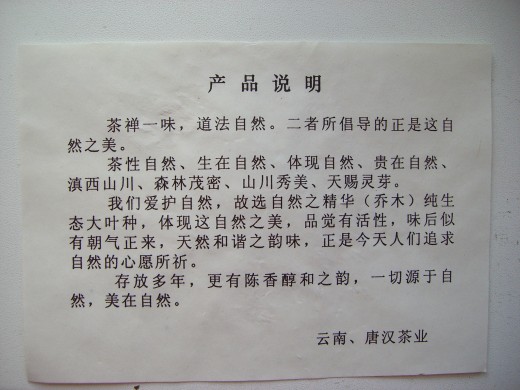 产品说明
茶禅一味，道法自然。二者所倡导的正是这自
然之美。
茶性自然、生在自然、体现自然、贵在自然、
滇西山川、森林茂密、山川秀美、天赐灵芽。
我们爱护自然，故选自然之精华（乔木）纯生
态大叶种，体现这自然之美，品觉有活性，味后似
有朝气正来，天然和谐之韵味，正是今天人们追求
自然的心愿所祈。
存放多年，更有陈香醇和之韵，一切源于自
然，美在自然。
云南、唐汉茶业